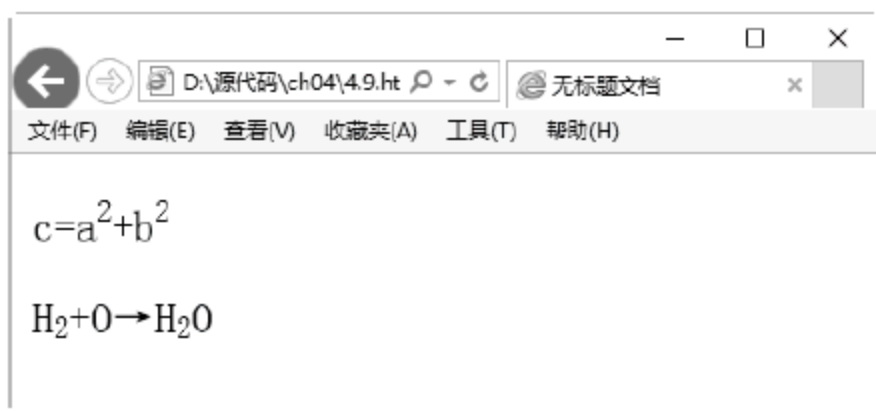 D:\源代码\ch04\4.9.ht
无标题文档
文件(F) 编辑(E) 查看(V) 收藏夹(A) 工具(T) 帮助(H)
c=a²+b²
H₂+O→H₂O